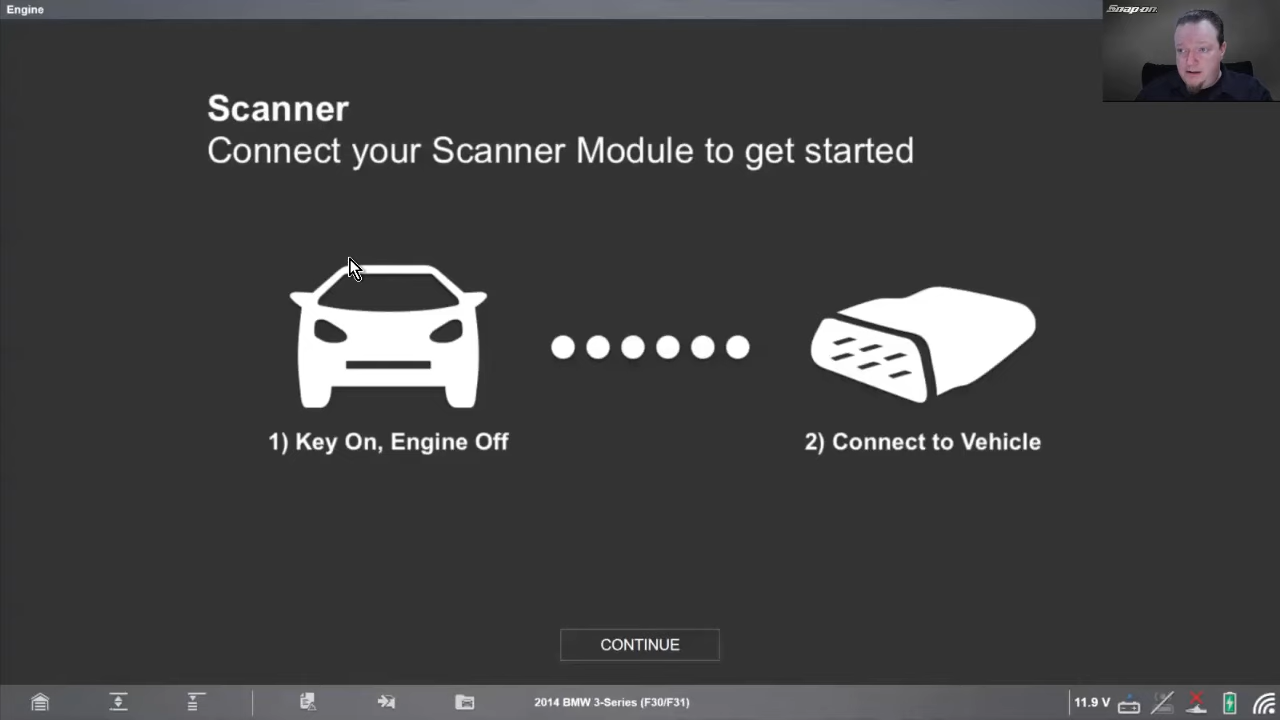 Engine
Snap-on
Scanner
Connect your Scanner Module to get started
1) Key On, Engine Off
2) Connect to Vehicle
CONTINUE
2014 BMW 3-Series (F30/F31)
11.9 V